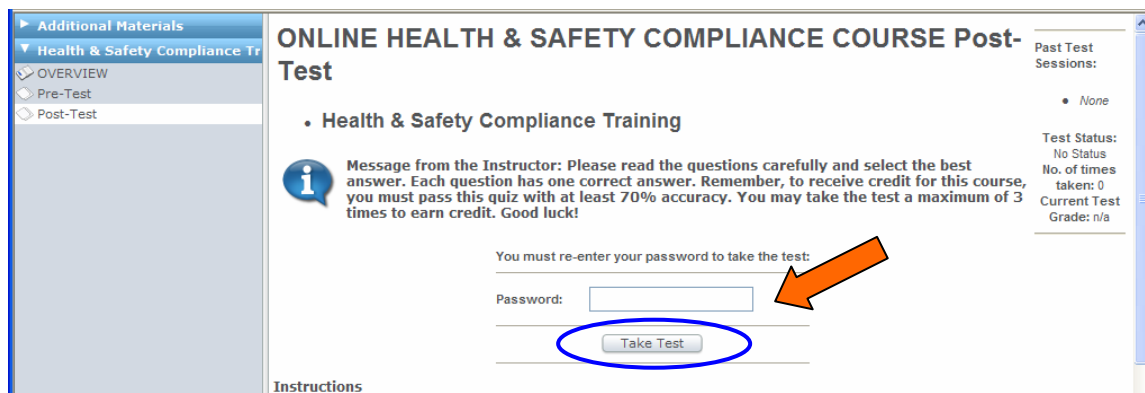 Additional Materials
Health & Safety Compliance Tr
OVERVIEW
Pre-Test
Post-Test
ONLINE HEALTH & SAFETY COMPLIANCE COURSE Post-
Test
• Health & Safety Compliance Training
Message from the Instructor: Please read the questions carefully and select the best
answer. Each question has one correct answer. Remember, to receive credit for this course,
you must pass this quiz with at least 70% accuracy. You may take the test a maximum of 3
times to earn credit. Good luck!
You must re-enter your password to take the test:
Password:
Take Test
Instructions
Past Test
Sessions:
• None
Test Status:
No Status
No. of times
taken: 0
Current Test
Grade: n/a